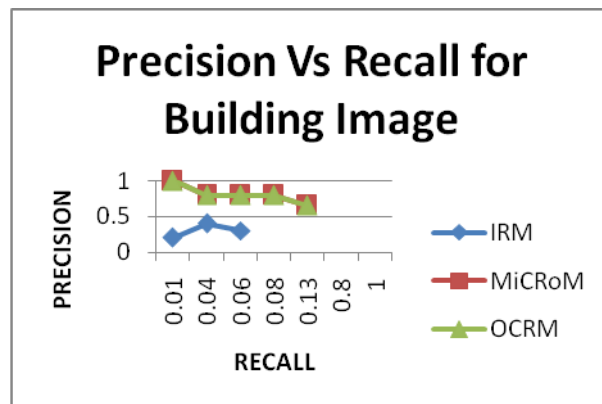 Precision Vs Recall for
Building Image
PRECISION
1
0.5
0
0.01
0.04
0.06
0.08
0.13
0.8
1
RECALL
IRM
MiCRoM
OCRM